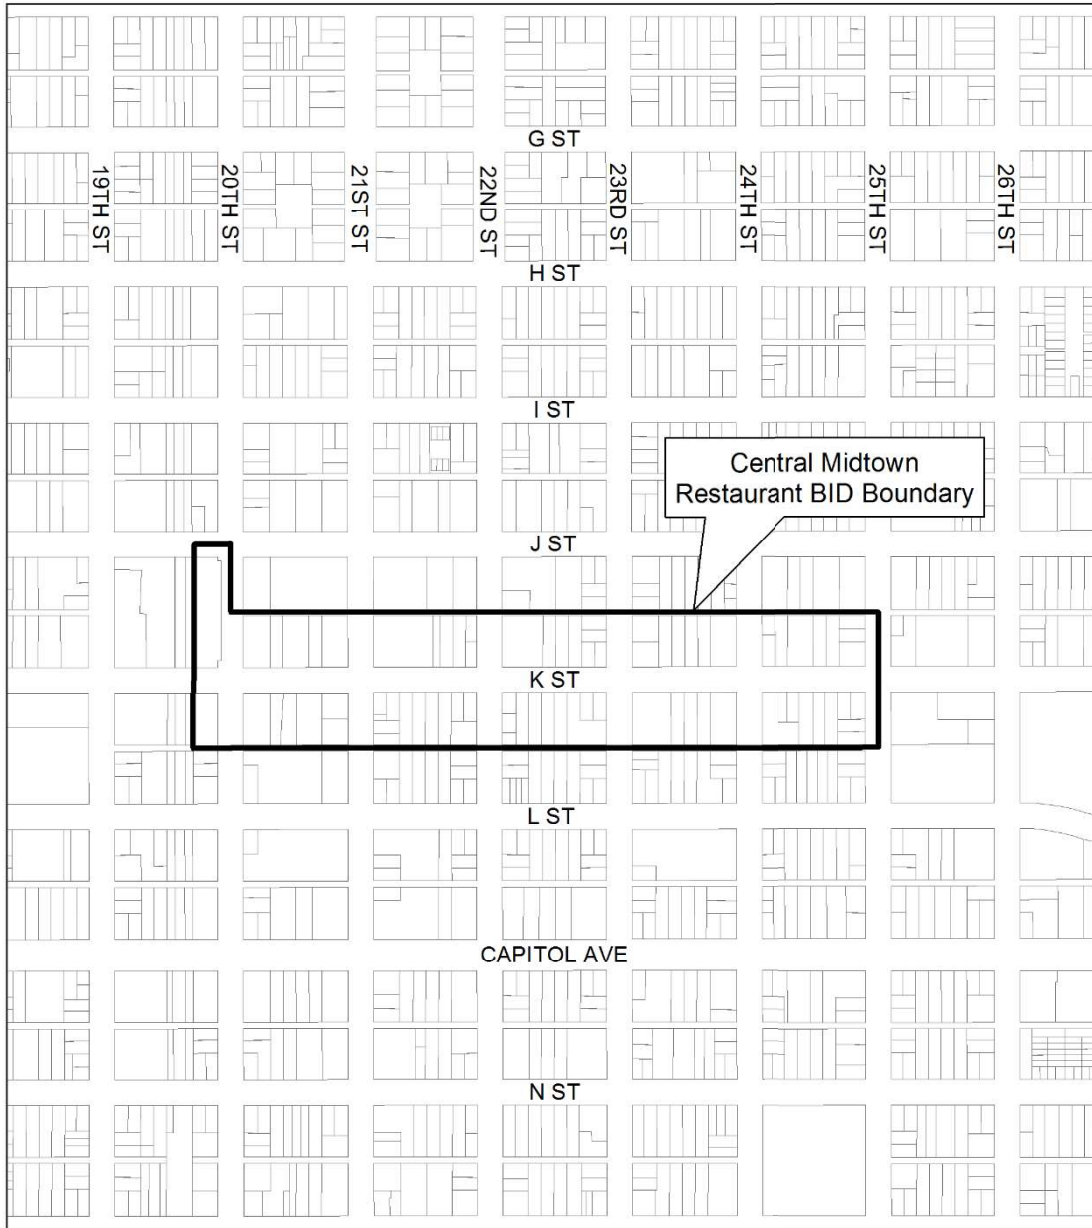 G ST
19TH ST
20TH ST
21ST ST
22ND ST
23RD ST
24TH ST
25TH ST
26TH ST
H ST
I ST
Central Midtown
Restaurant BID Boundary
J ST
K ST
L ST
CAPITOL AVE
N ST